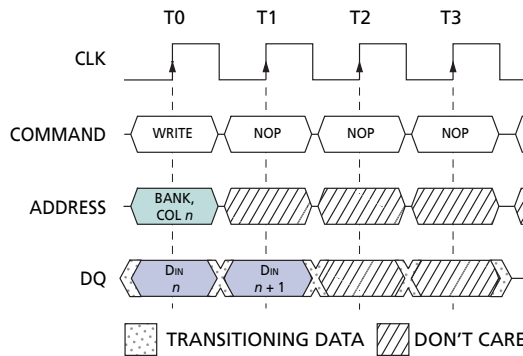 T0 T1 T2 T3
CLK
COMMAND WRITE NOP NOP NOP
ADDRESS BANK,
COL n
DQ DIN DIN
n n + 1
TRANSITIONING DATA DON'T CARE